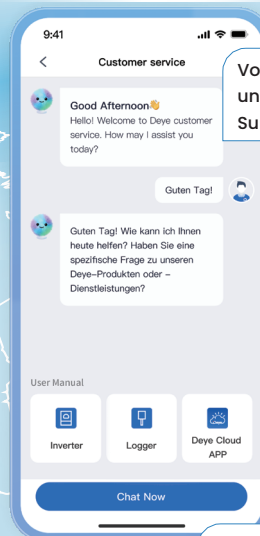 9:41
Customer service
Vo
un
Su
Good Afternoon👋
Hello! Welcome to Deye customer
service. How may I assist you
today?
Guten Tag!
Guten Tag! Wie kann ich Ihnen
heute helfen? Haben Sie eine
spezifische Frage zu unseren
Deye-Produkten oder –
Dienstleistungen?
User Manual
Inverter
Logger
Deye Cloud
APP
Chat Now